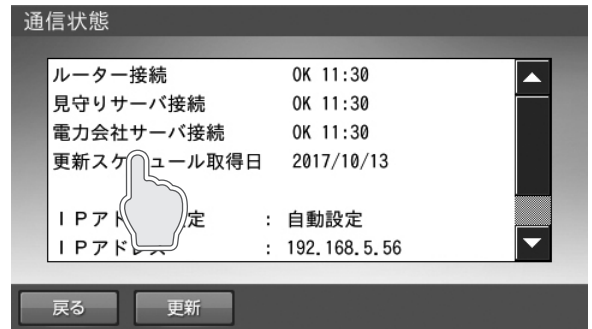 通信状態
ルーター接続 OK 11:30
見守りサーバ接続 OK 11:30
電力会社サーバ接続 OK 11:30
更新スケ ュール取得日 2017/10/13
IPアド 定 : 自動設定
IPアドレス : 192.168.5.56
戻る 更新